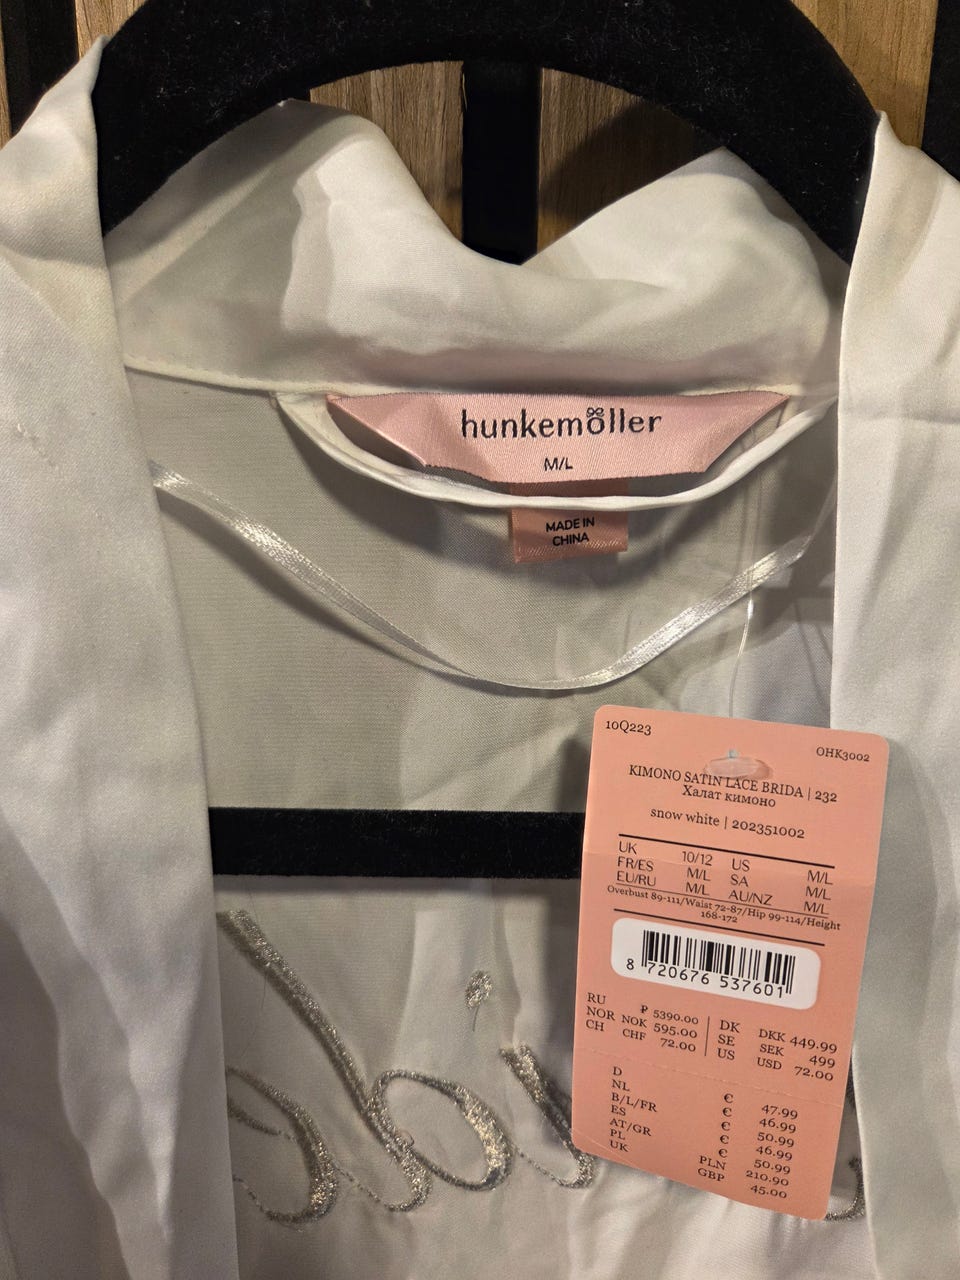 hunkemöller
M/L
MADE IN
CHINA
10Q223
OHK3002
KIMONO SATIN LACE BRIDA | 232
Халат кимоно
snow white | 202351002
UK 10/12 US M/L
FR/ES M/L SA M/L
EU/RU M/L AU/NZ M/L
Overbust 89-111/Waist 72-87/Hip 99-114/Height
168-172
8 720676 537601
RU ₽ 5390.00 DK DKK 449.99
NOR NOK 595.00 SE SEK 499
CH CHF 72.00 US USD 72.00
D € 47.99
NL € 46.99
B/L/FR € 50.99
ES € 46.99
AT/GR € 50.99
PL PLN 210.90
UK GBP 45.00